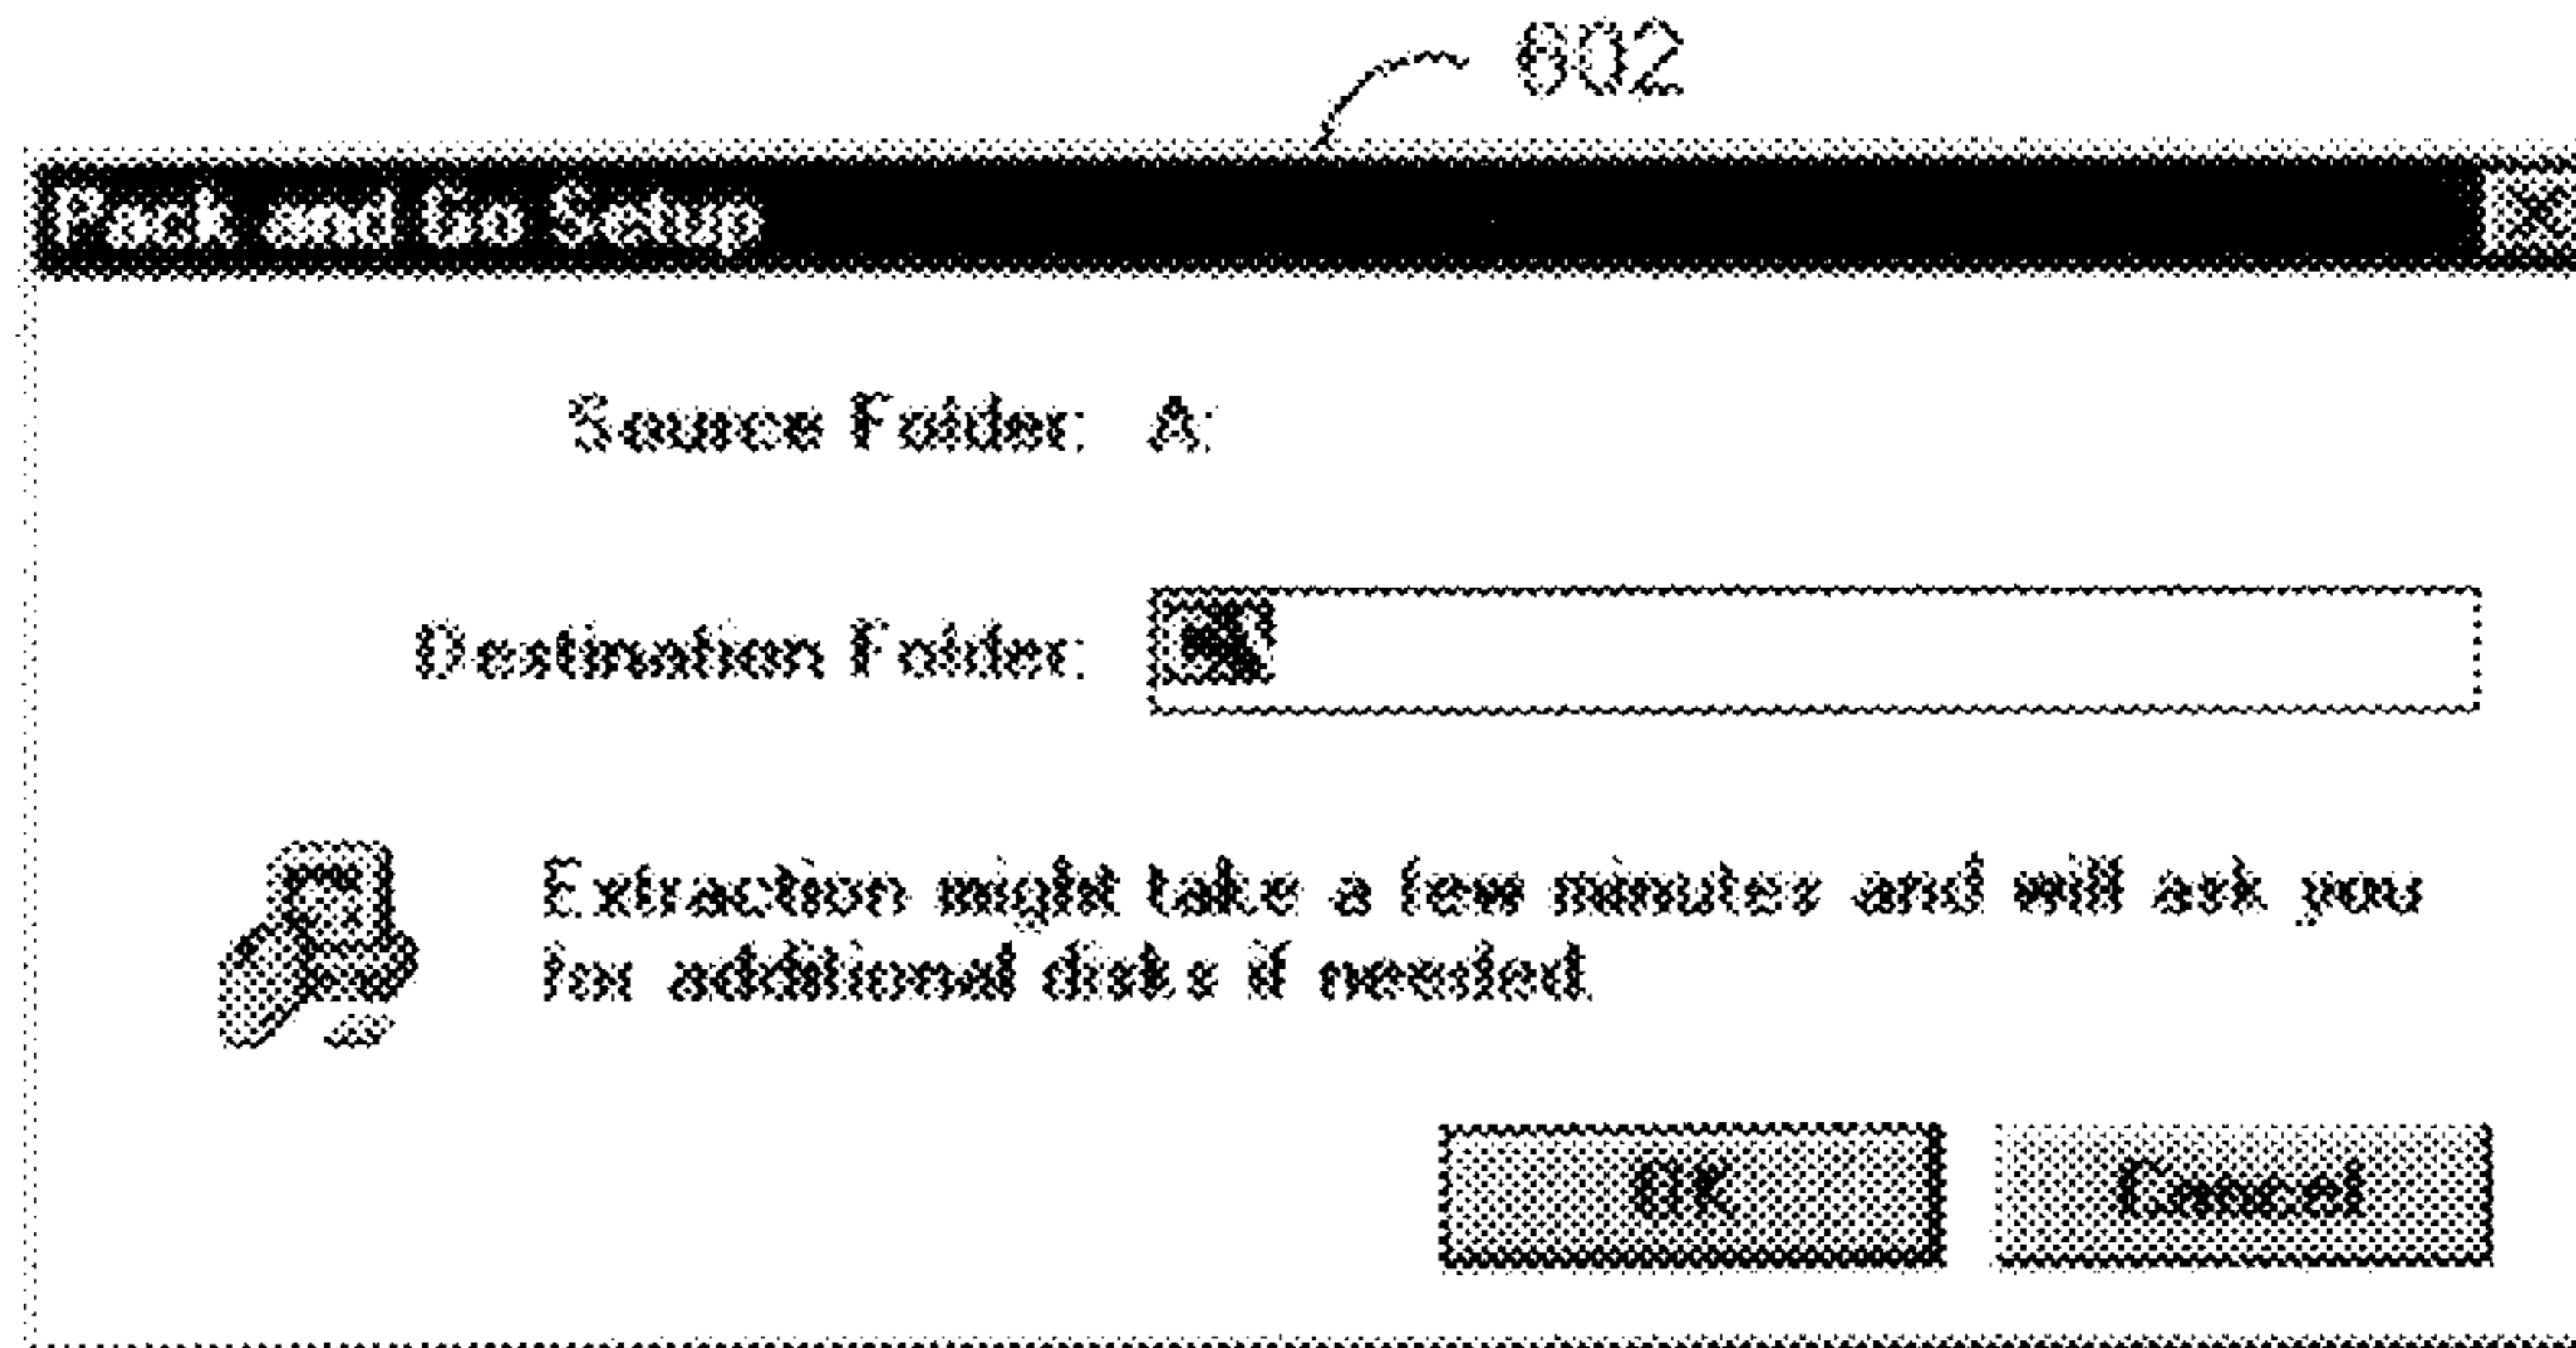 602
Pack and Go Setup
Source Folder: A:
Destination Folder:
Extraction might take a few minutes and will ask you
for additional disks if needed.
OK Cancel